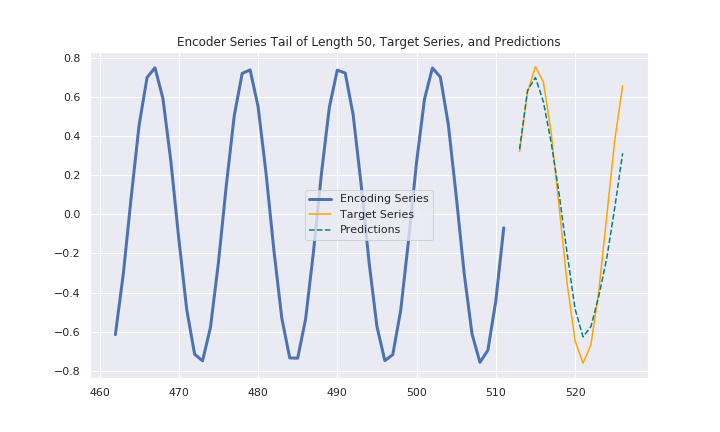 Encoder Series Tail of Length 50, Target Series, and Predictions
0.8
0.6
0.4
0.2
0.0
−0.2
−0.4
−0.6
−0.8
Encoding Series
Target Series
Predictions
460 470 480 490 500 510 520